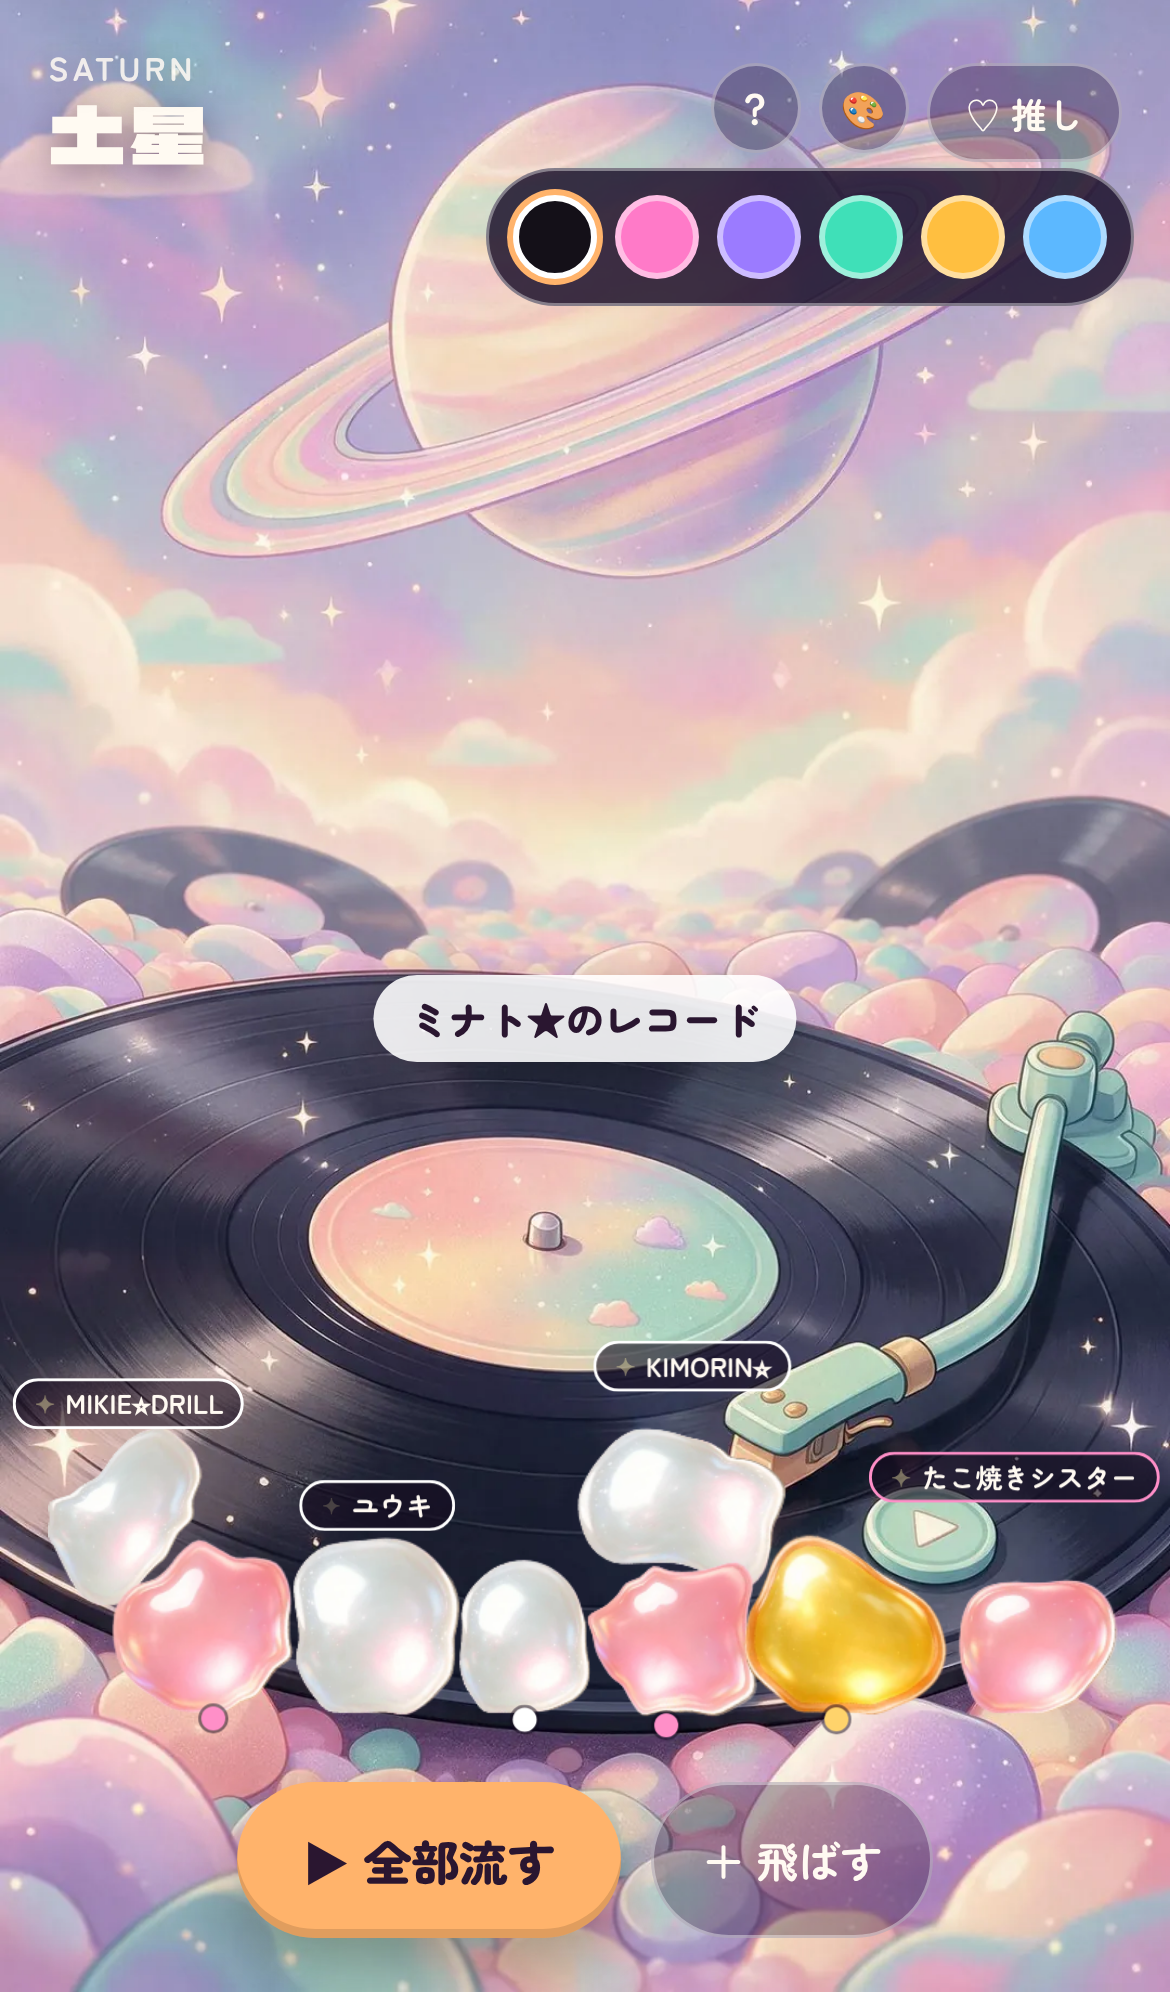 SATURN
土星
?
♡ 推し
ミナト★のレコード
KIMORIN★
MIKIE★DRILL
たこ焼きシスター
ユウキ
▶ 全部流す
＋ 飛ばす